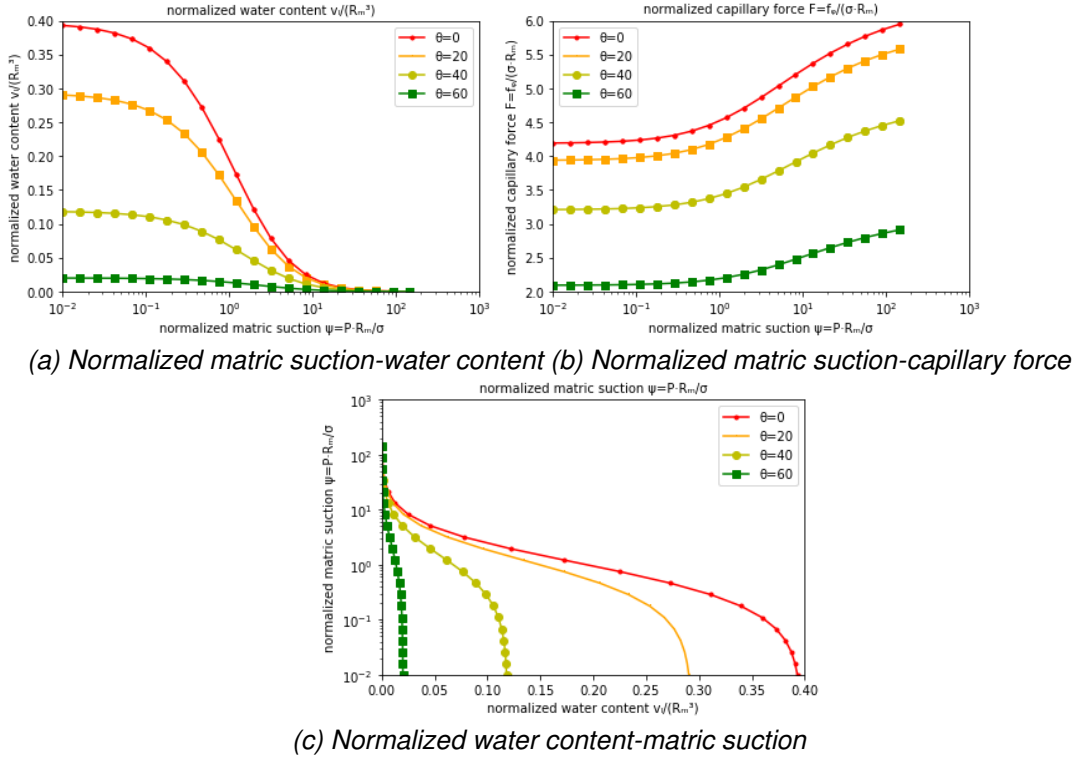 normalized water content vₗ/(Rₘ³)
normalized water content vₗ/(Rₘ³)
0.40
0.35
0.30
0.25
0.20
0.15
0.10
0.05
0.00
θ=0
θ=20
θ=40
θ=60
10⁻² 10⁻¹ 10⁰ 10¹ 10² 10³
normalized matric suction ψ=P·Rₘ/σ
normalized capillary force F=fₑ/(σ·Rₘ)
normalized capillary force F=fₑ/(σ·Rₘ)
6.0
5.5
5.0
4.5
4.0
3.5
3.0
2.5
2.0
θ=0
θ=20
θ=40
θ=60
10⁻² 10⁻¹ 10⁰ 10¹ 10² 10³
normalized matric suction ψ=P·Rₘ/σ
(a) Normalized matric suction-water content (b) Normalized matric suction-capillary force
normalized matric suction ψ=P·Rₘ/σ
normalized matric suction ψ=P·Rₘ/σ
10³
10²
10¹
10⁰
10⁻¹
10⁻²
θ=0
θ=20
θ=40
θ=60
0.00 0.05 0.10 0.15 0.20 0.25 0.30 0.35 0.40
normalized water content vₗ/(Rₘ³)
(c) Normalized water content-matric suction